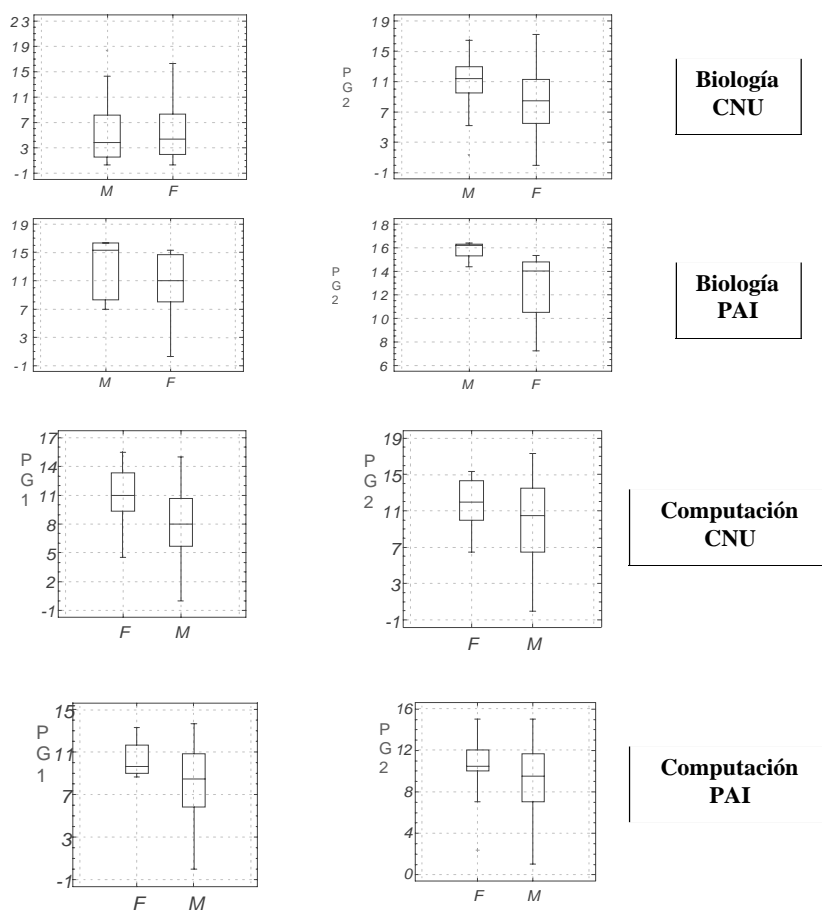 23
19
15
11
7
3
-1
M F
P
G
2
19
15
11
7
3
-1
M F
Biología
CNU
19
15
11
7
3
-1
M F
P
G
2
18
16
14
12
10
8
6
M F
Biología
PAI
P
G
1
17
14
11
8
5
2
-1
F M
P
G
2
19
15
11
7
3
-1
F M
Computación
CNU
P
G
1
15
11
7
3
-1
F M
P
G
2
16
12
8
4
0
F M
Computación
PAI